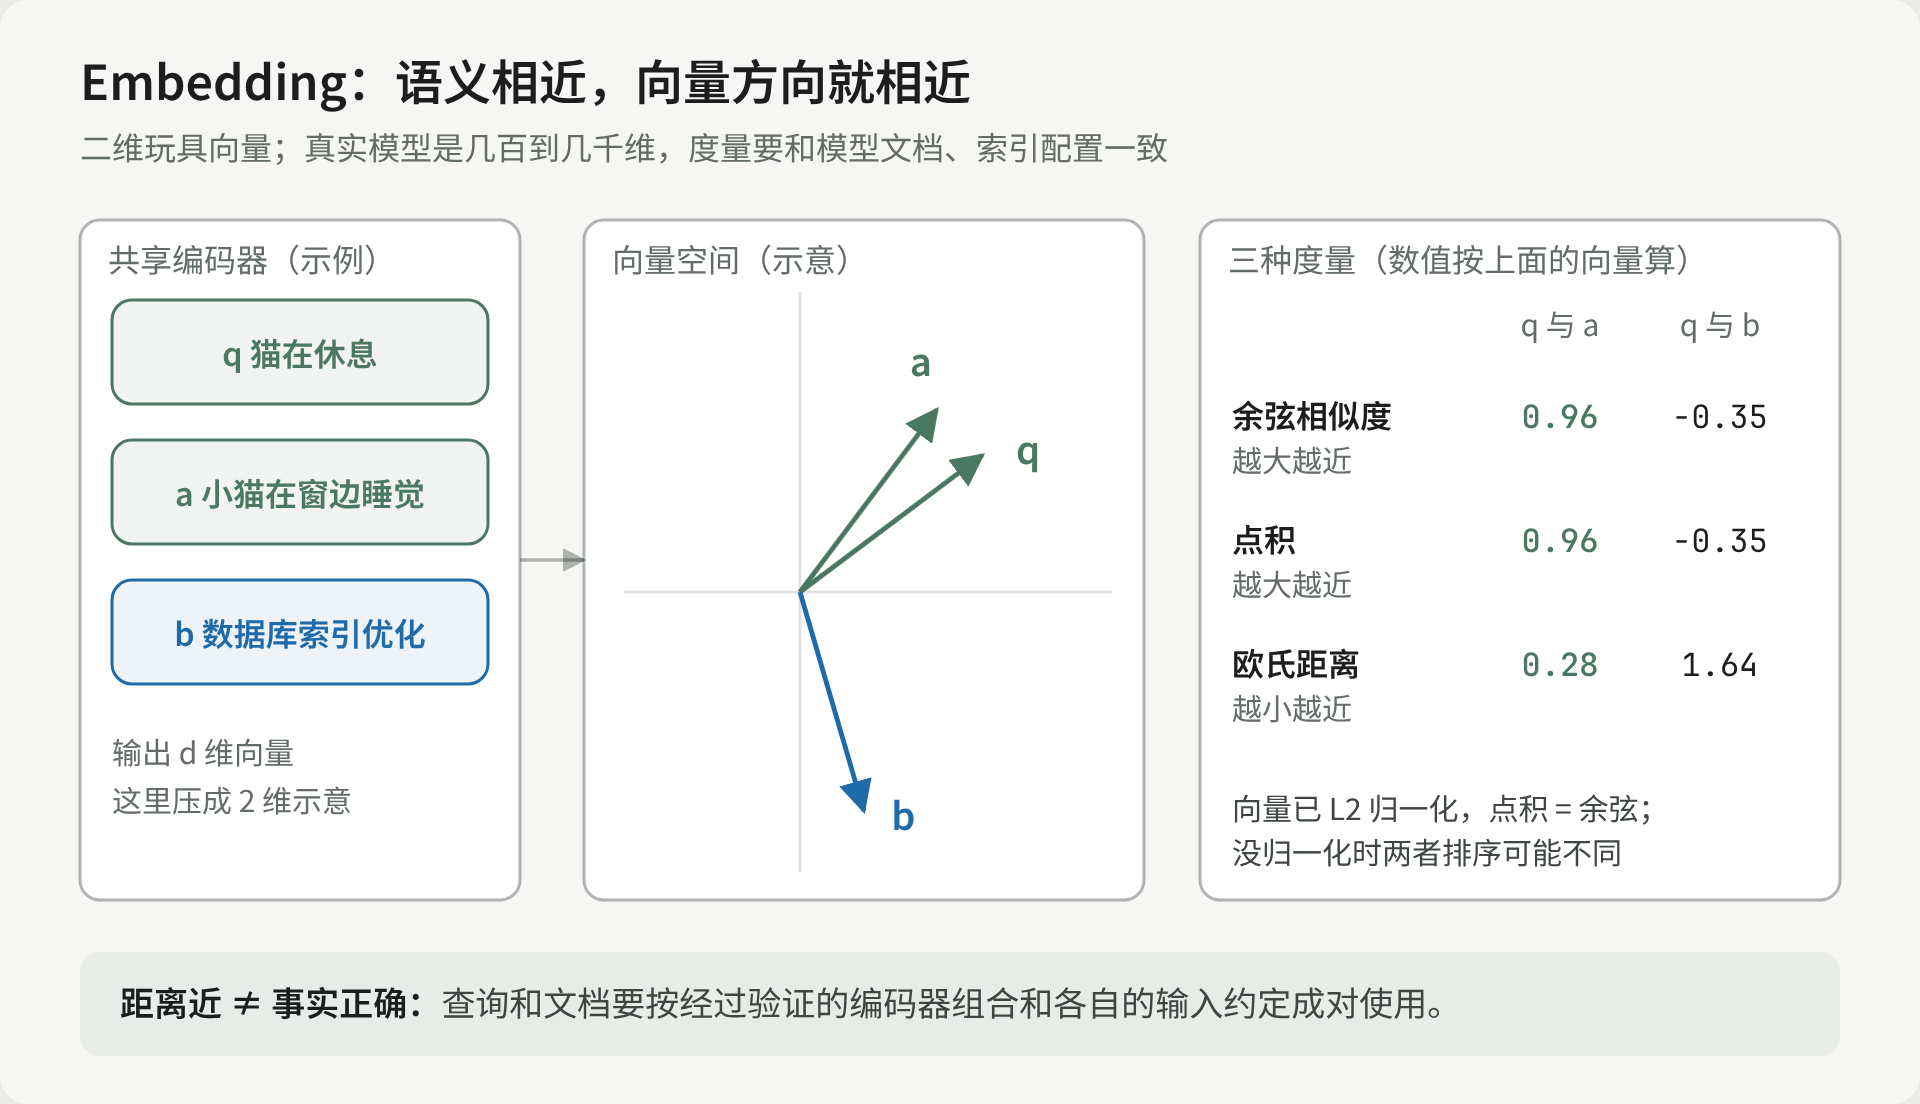 Embedding：语义相近，向量方向就相近
二维玩具向量；真实模型是几百到几千维，度量要和模型文档、索引配置一致
共享编码器（示例）
q 猫在休息
a 小猫在窗边睡觉
b 数据库索引优化
输出 d 维向量
这里压成 2 维示意
向量空间（示意）
a
q
b
三种度量（数值按上面的向量算）
q 与 a q 与 b
余弦相似度 0.96 -0.35
越大越近
点积 0.96 -0.35
越大越近
欧氏距离 0.28 1.64
越小越近
向量已 L2 归一化，点积 = 余弦；
没归一化时两者排序可能不同
距离近 ≠ 事实正确：查询和文档要按经过验证的编码器组合和各自的输入约定成对使用。